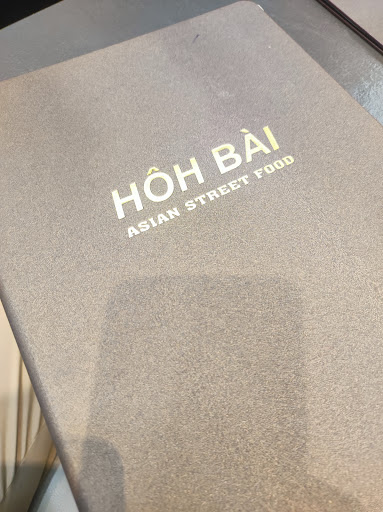 HÔH BÀI
ASIAN STREET FOOD